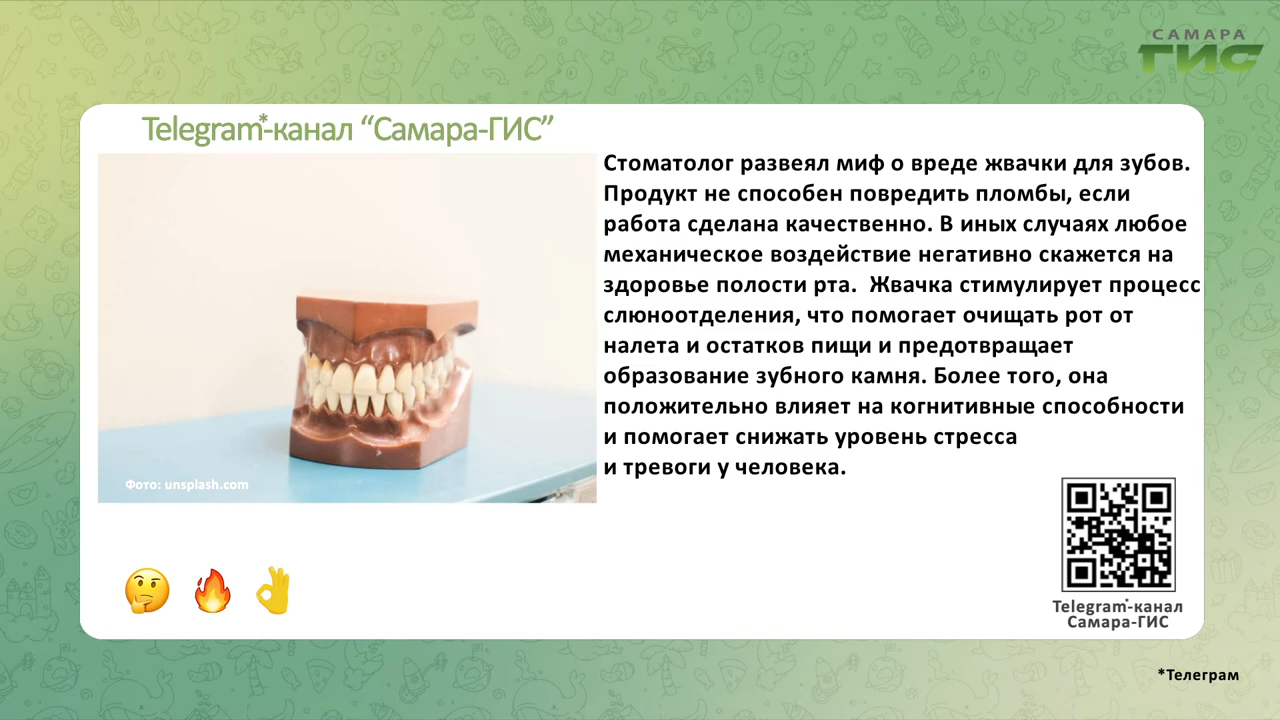 САМАРА
ГИС
Telegram*-канал “Самара-ГИС”
Стоматолог развеял миф о вреде жвачки для зубов.
Продукт не способен повредить пломбы, если
работа сделана качественно. В иных случаях любое
механическое воздействие негативно скажется на
здоровье полости рта.  Жвачка стимулирует процесс
слюноотделения, что помогает очищать рот от
налета и остатков пищи и предотвращает
образование зубного камня. Более того, она
положительно влияет на когнитивные способности
и помогает снижать уровень стресса
и тревоги у человека.
Фото: unsplash.com
Telegram*-канал
Самара-ГИС
*Телеграм